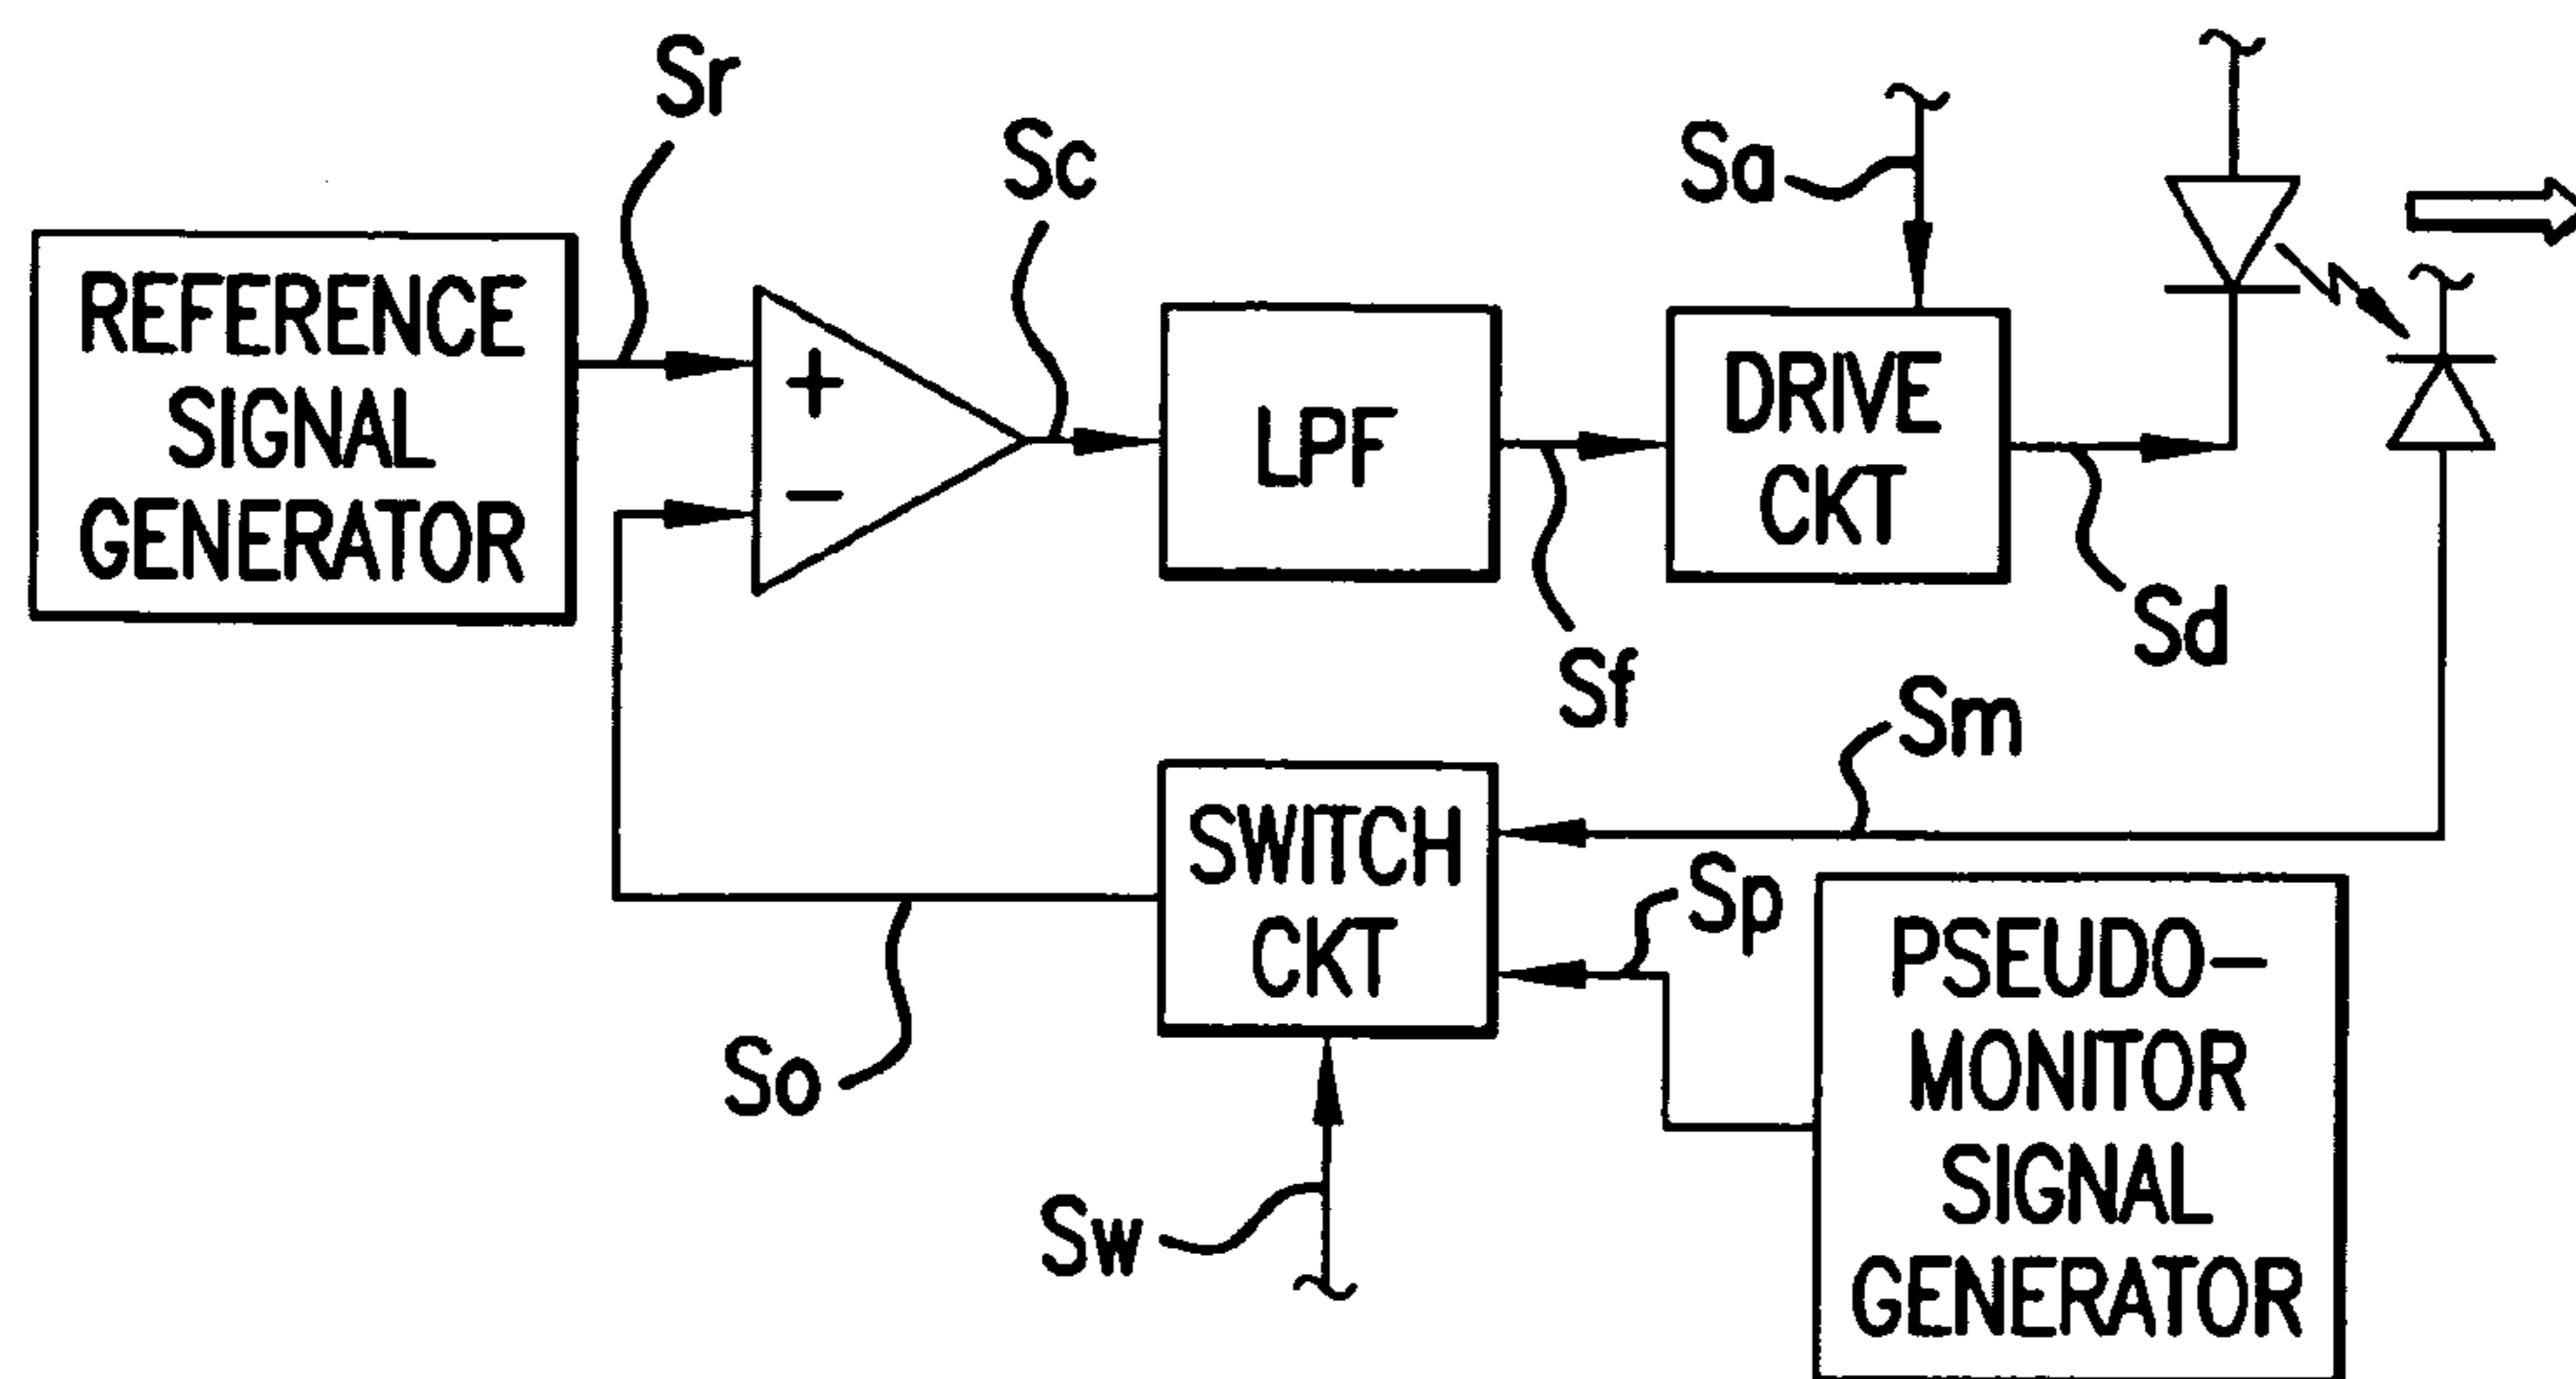 Sr
Sc
Sa
REFERENCE
SIGNAL
GENERATOR
+
−
LPF
DRIVE
CKT
Sf
Sd
Sm
SWITCH
CKT
Sp
So
Sw
PSEUDO-
MONITOR
SIGNAL
GENERATOR